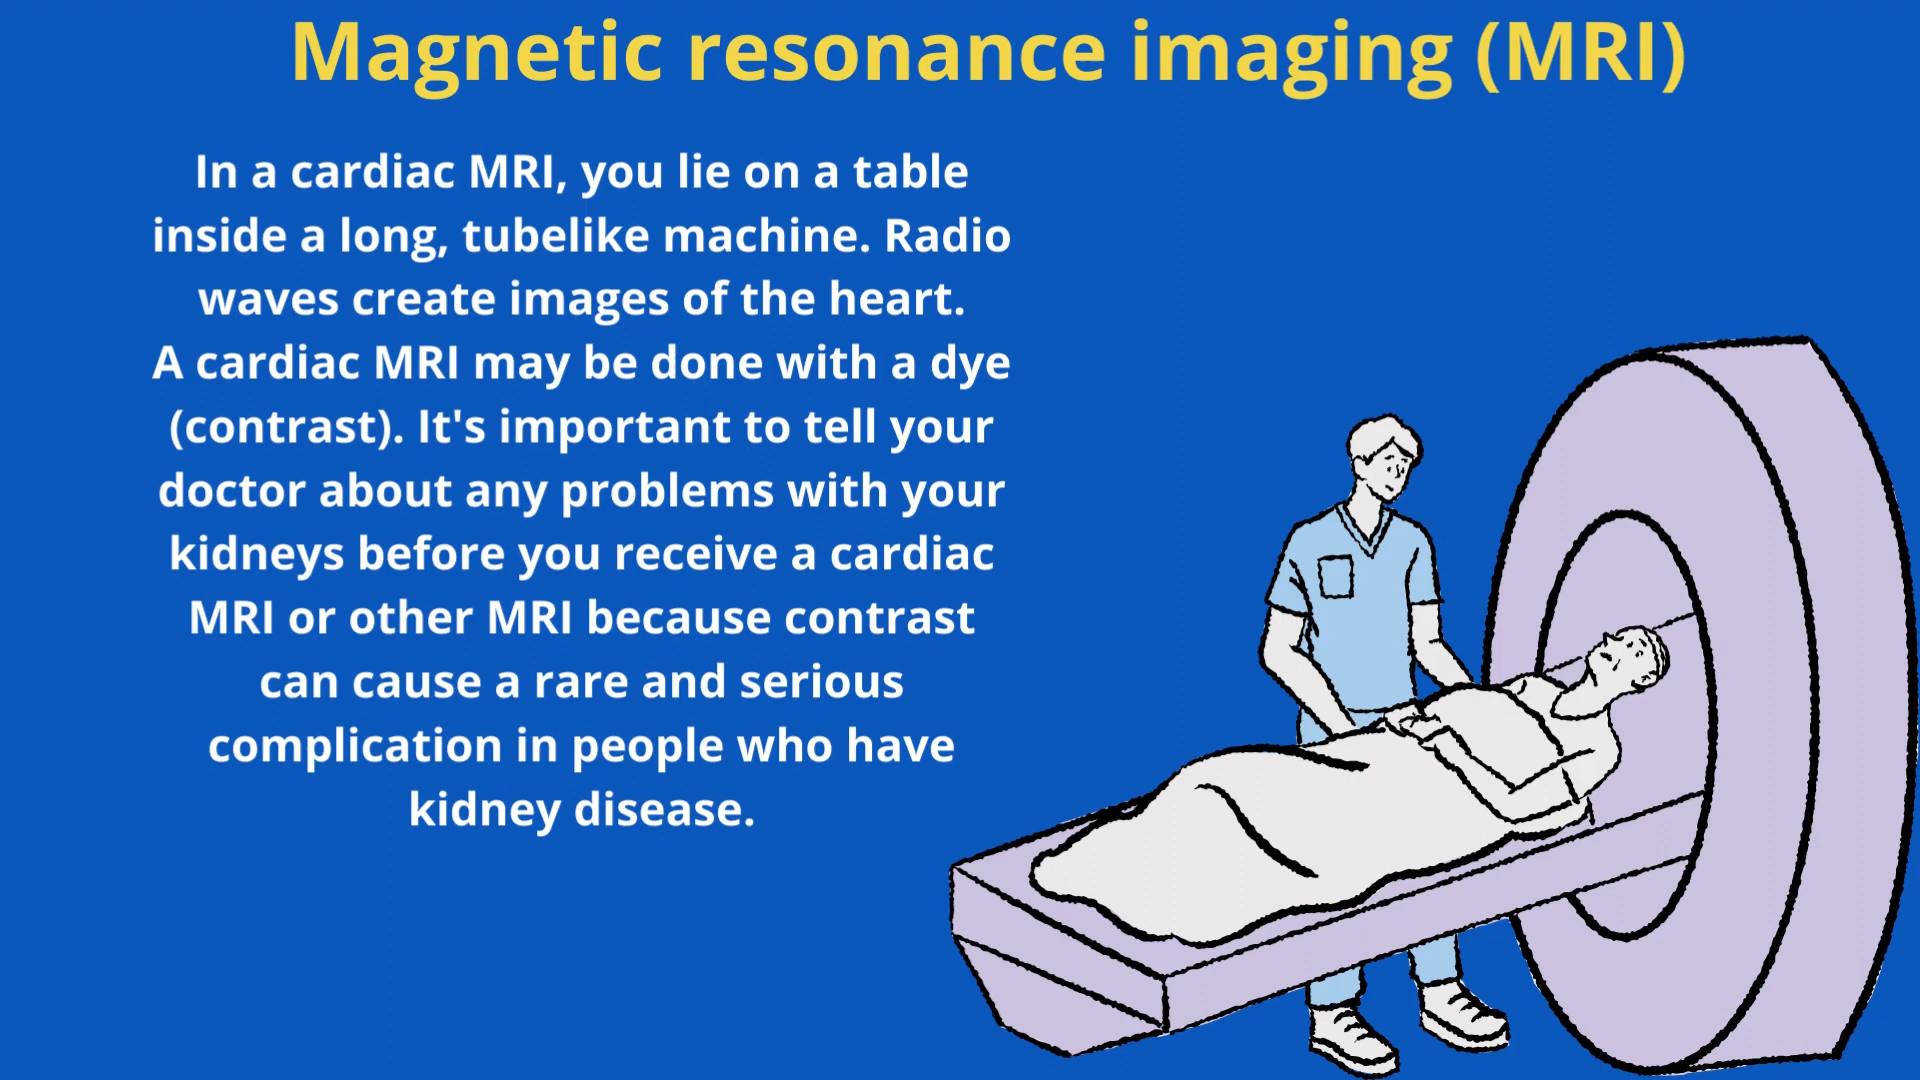 Magnetic resonance imaging (MRI)
In a cardiac MRI, you lie on a table
inside a long, tubelike machine. Radio
waves create images of the heart.
A cardiac MRI may be done with a dye
(contrast). It's important to tell your
doctor about any problems with your
kidneys before you receive a cardiac
MRI or other MRI because contrast
can cause a rare and serious
complication in people who have
kidney disease.